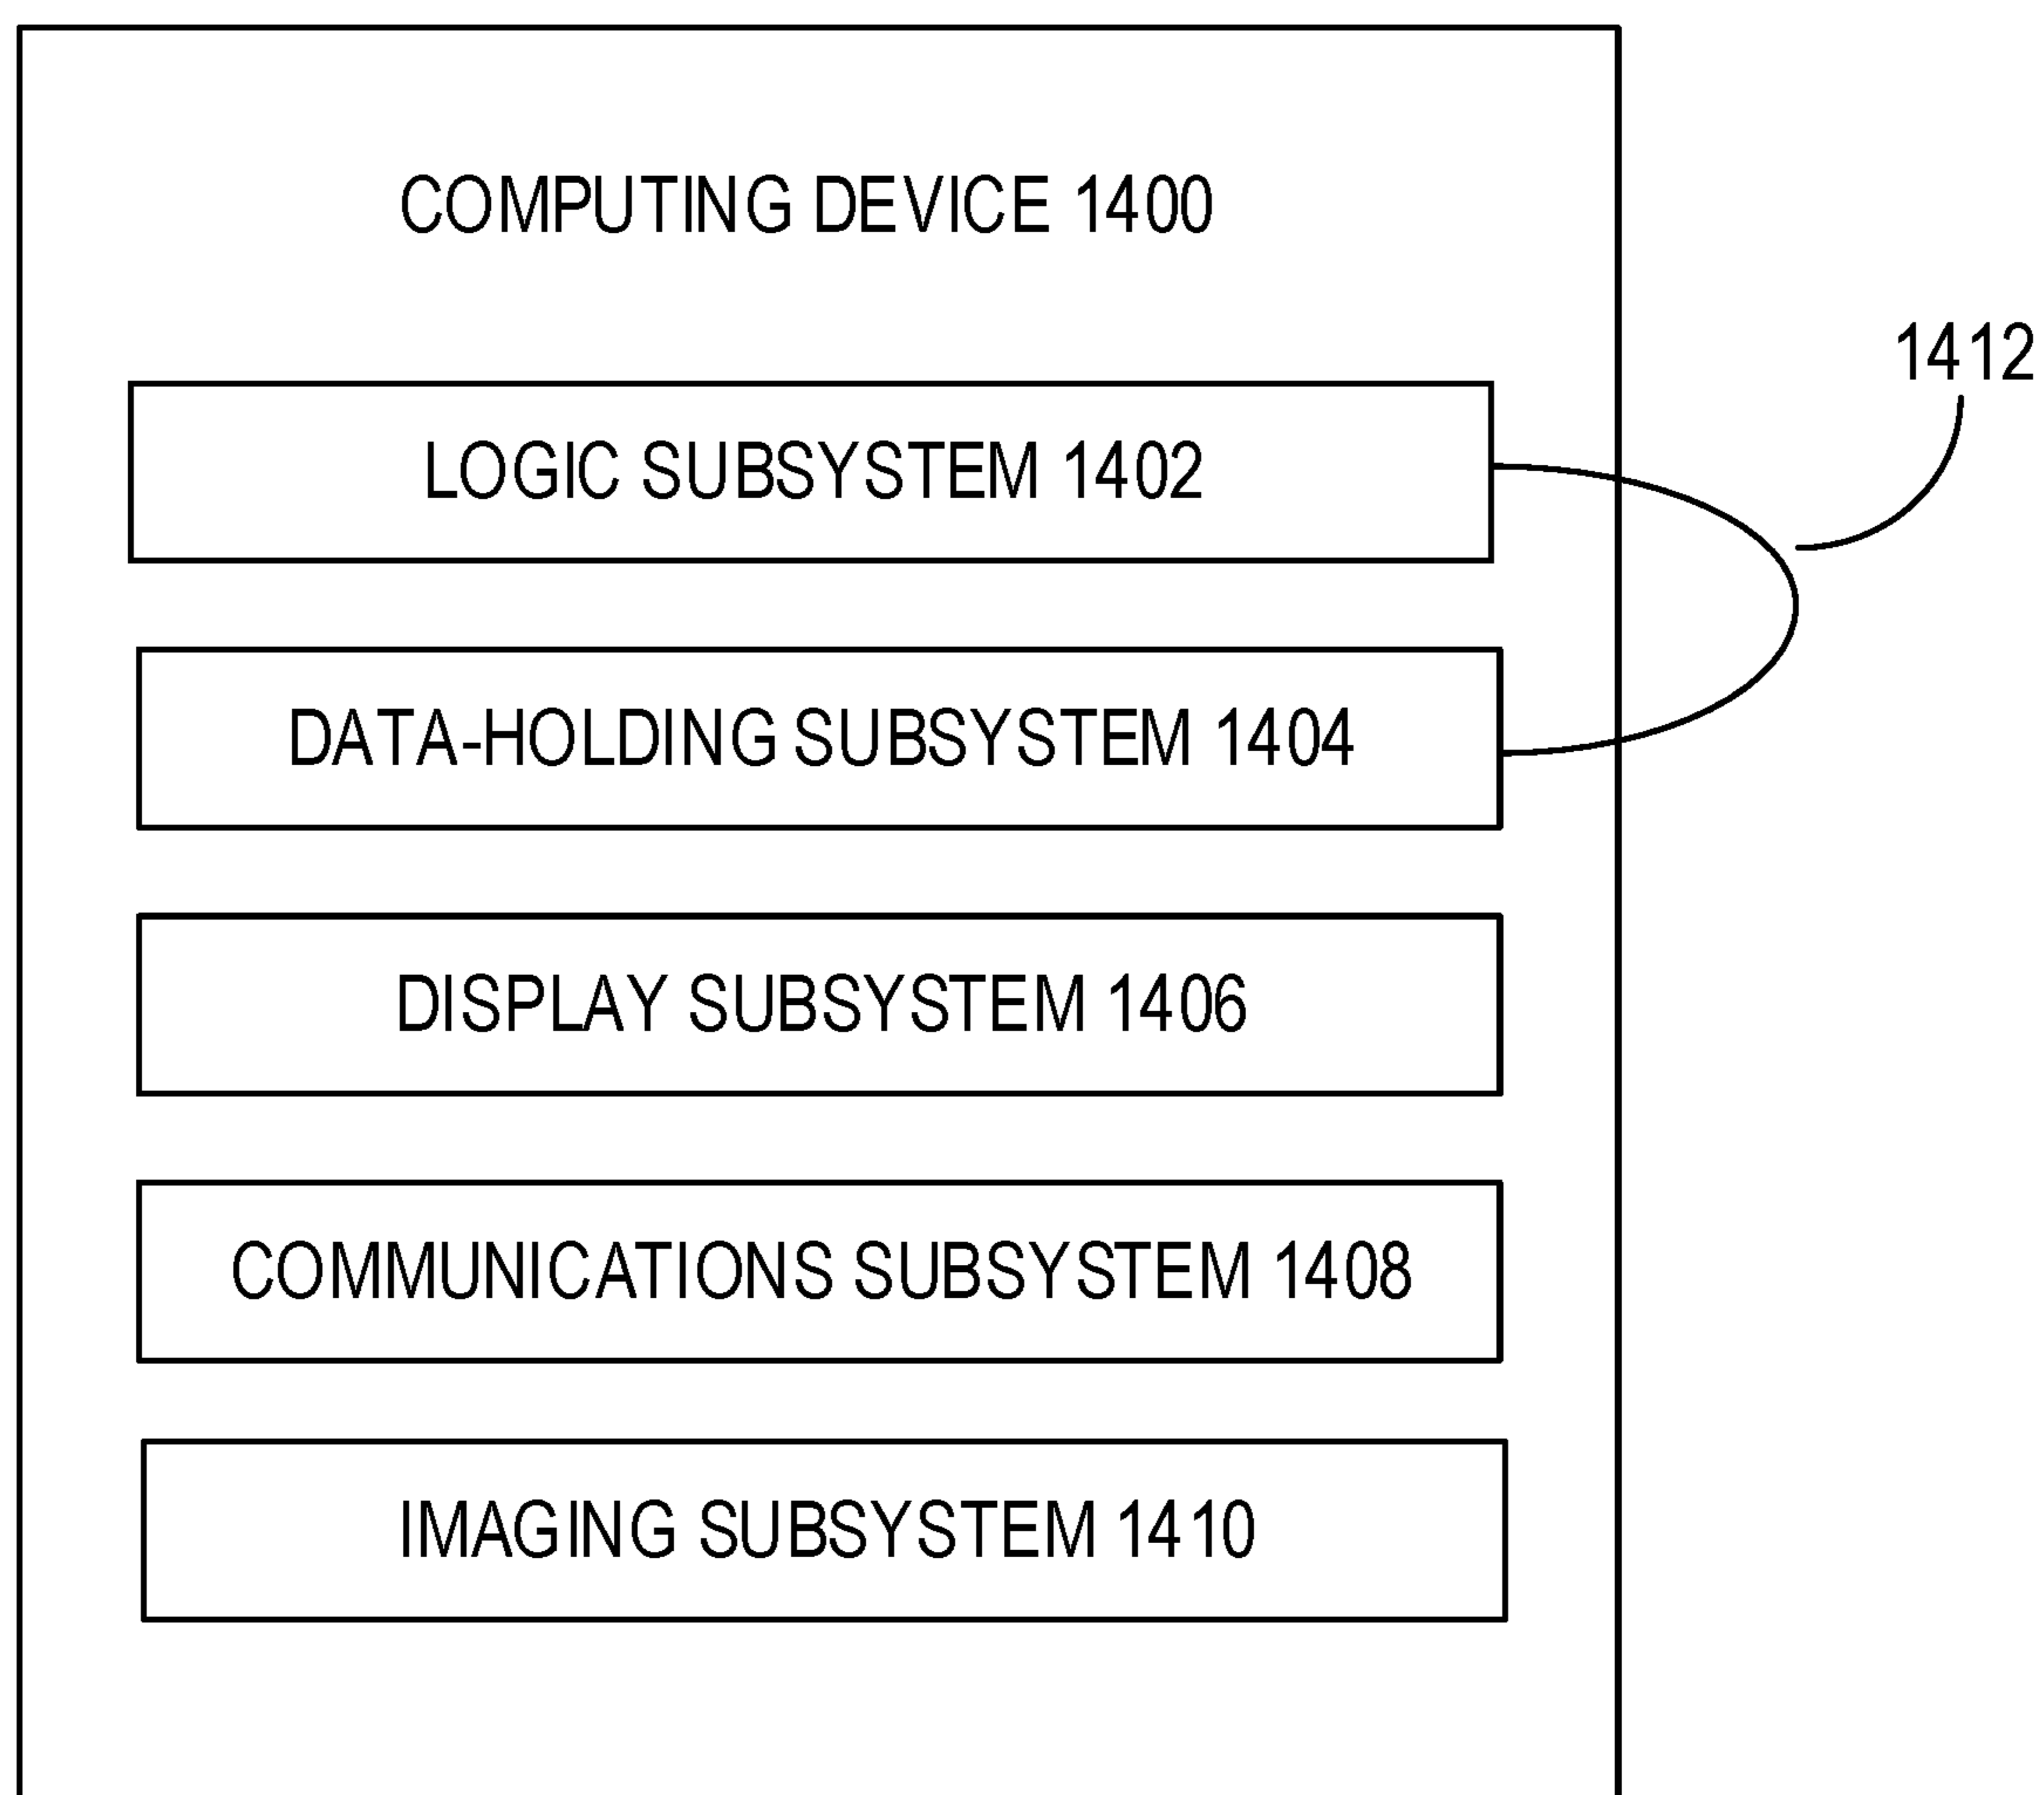 COMPUTING DEVICE 1400
1412
LOGIC SUBSYSTEM 1402
DATA-HOLDING SUBSYSTEM 1404
DISPLAY SUBSYSTEM 1406
COMMUNICATIONS SUBSYSTEM 1408
IMAGING SUBSYSTEM 1410